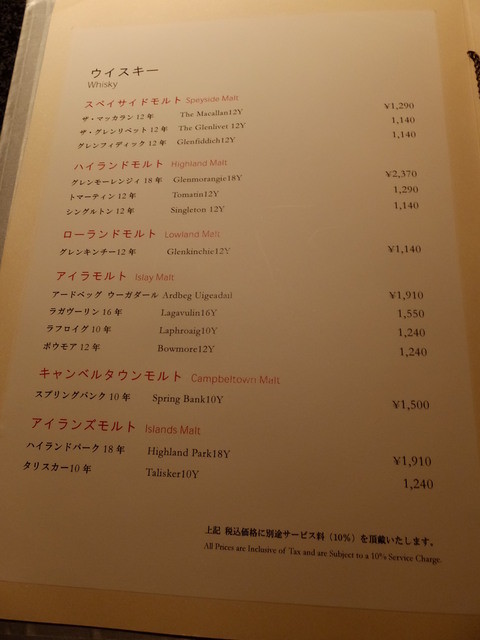 ウイスキー
Whisky
スペイサイドモルト Speyside Malt
ザ・マッカラン 12 年 The Macallan12Y ¥1,290
ザ・グレンリベット 12 年 The Glenlivet 12Y 1,140
グレンフィディック 12 年 Glenfiddich12Y 1,140
ハイランドモルト Highland Malt
グレンモーレンジィ 18 年 Glenmorangie18Y ¥2,370
トマーティン 12 年 Tomatin12Y 1,290
シングルトン 12 年 Singleton 12Y 1,140
ローランドモルト Lowland Malt
グレンキンチー12 年 Glenkinchie12Y ¥1,140
アイラモルト Islay Malt
アードベッグ ウーガダール Ardbeg Uigeadail ¥1,910
ラガヴーリン 16 年 Lagavulin16Y 1,550
ラフロイグ 10 年 Laphroaig10Y 1,240
ボウモア 12 年 Bowmore12Y 1,240
キャンベルタウンモルト Campbeltown Malt
スプリングバンク 10 年 Spring Bank10Y ¥1,500
アイランズモルト Islands Malt
ハイランドパーク 18 年 Highland Park18Y ¥1,910
タリスカー10 年 Talisker10Y 1,240
上記 税込価格に別途サービス料（10％）を頂戴いたします。
All Prices are Inclusive of Tax and are Subject to a 10% Service Charge.